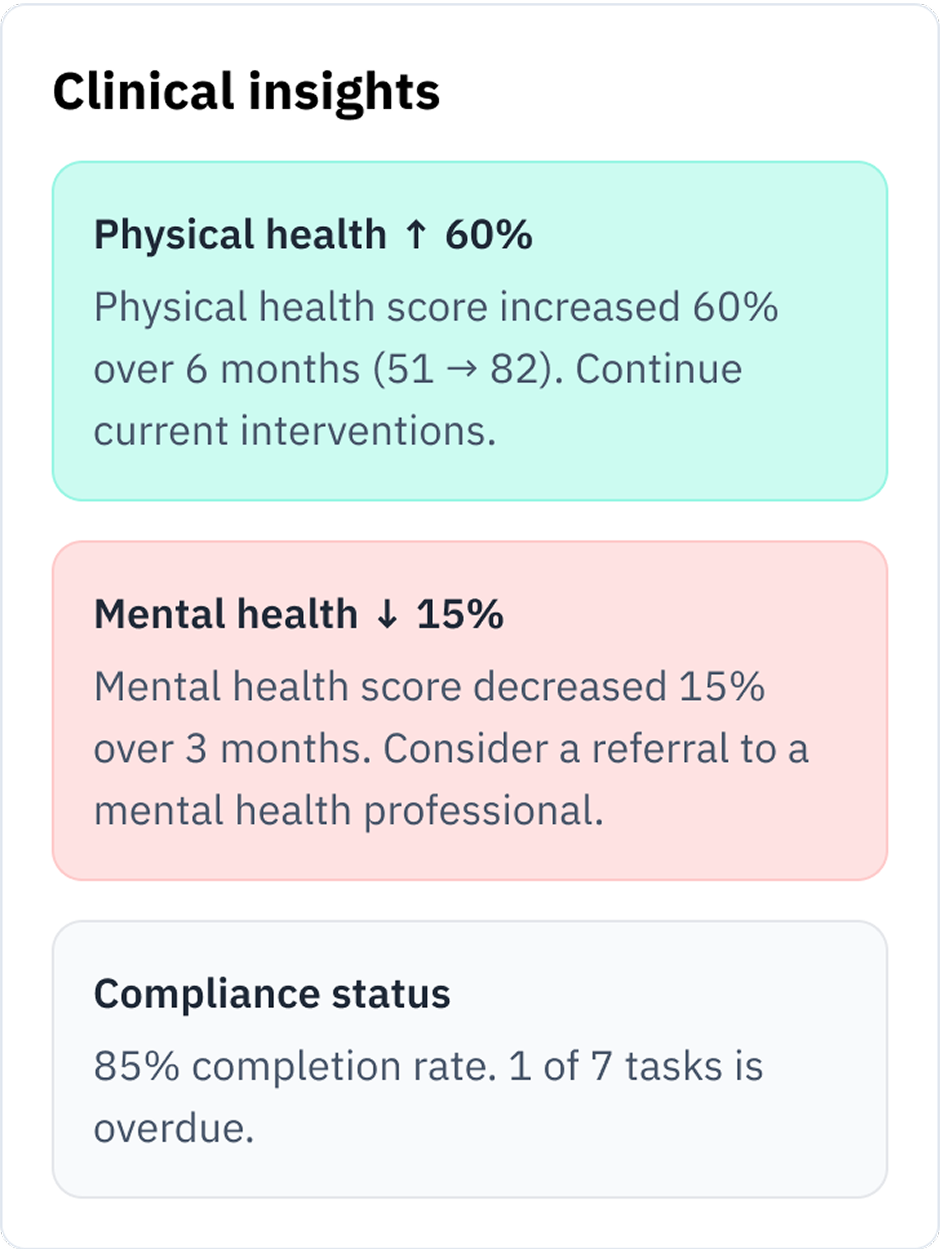 Clinical insights
Physical health ↑ 60%
Physical health score increased 60%
over 6 months (51 → 82). Continue
current interventions.
Mental health ↓ 15%
Mental health score decreased 15%
over 3 months. Consider a referral to a
mental health professional.
Compliance status
85% completion rate. 1 of 7 tasks is
overdue.